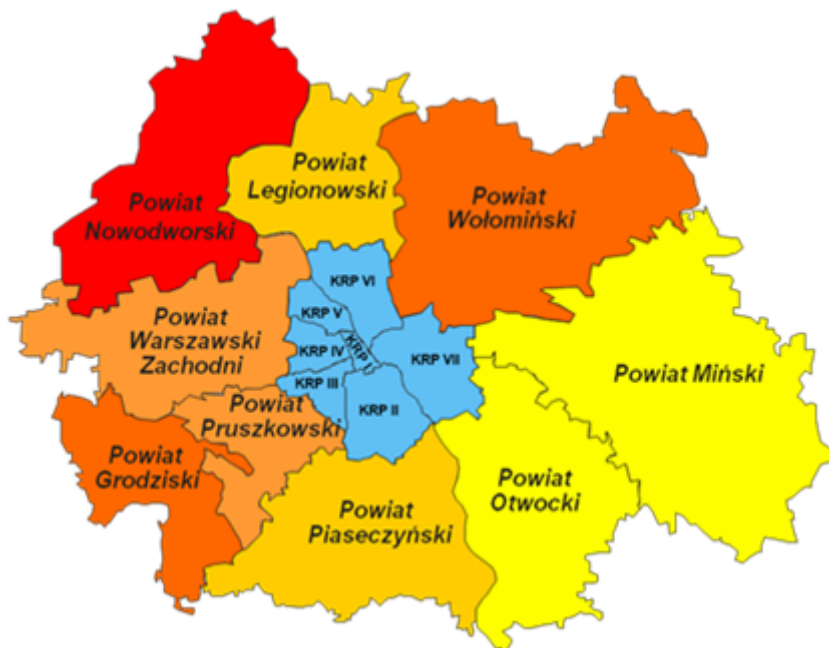 Powiat
Legionowski
Powiat
Nowodworski
Powiat
Wołomiński
KRP VI
KRP V
KRP IV
KRP I
KRP VII
KRP III
KRP II
Powiat
Warszawski
Zachodni
Powiat Miński
Powiat
Pruszkowski
Powiat
Grodziski
Powiat
Otwocki
Powiat
Piaseczyński